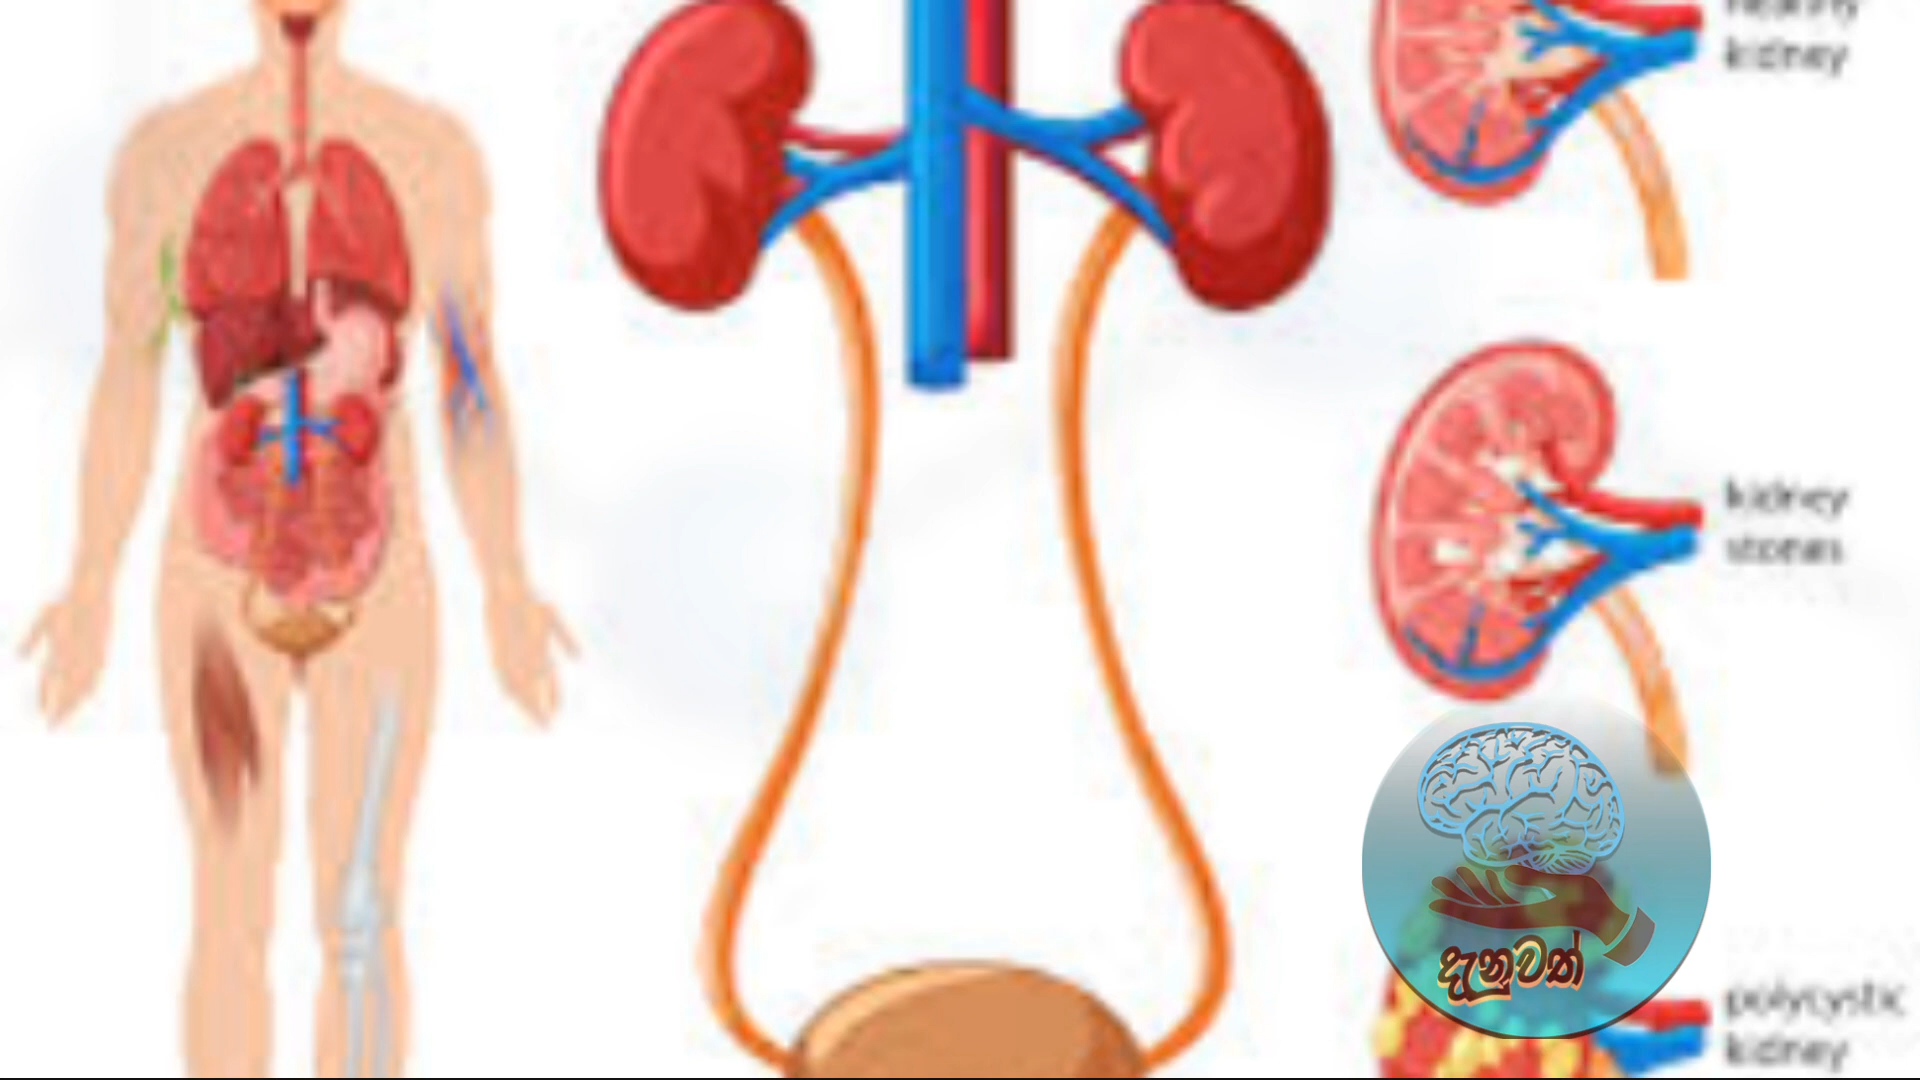 healthy
kidney
kidney
stones
දැනුවත්
polycystic
kidney